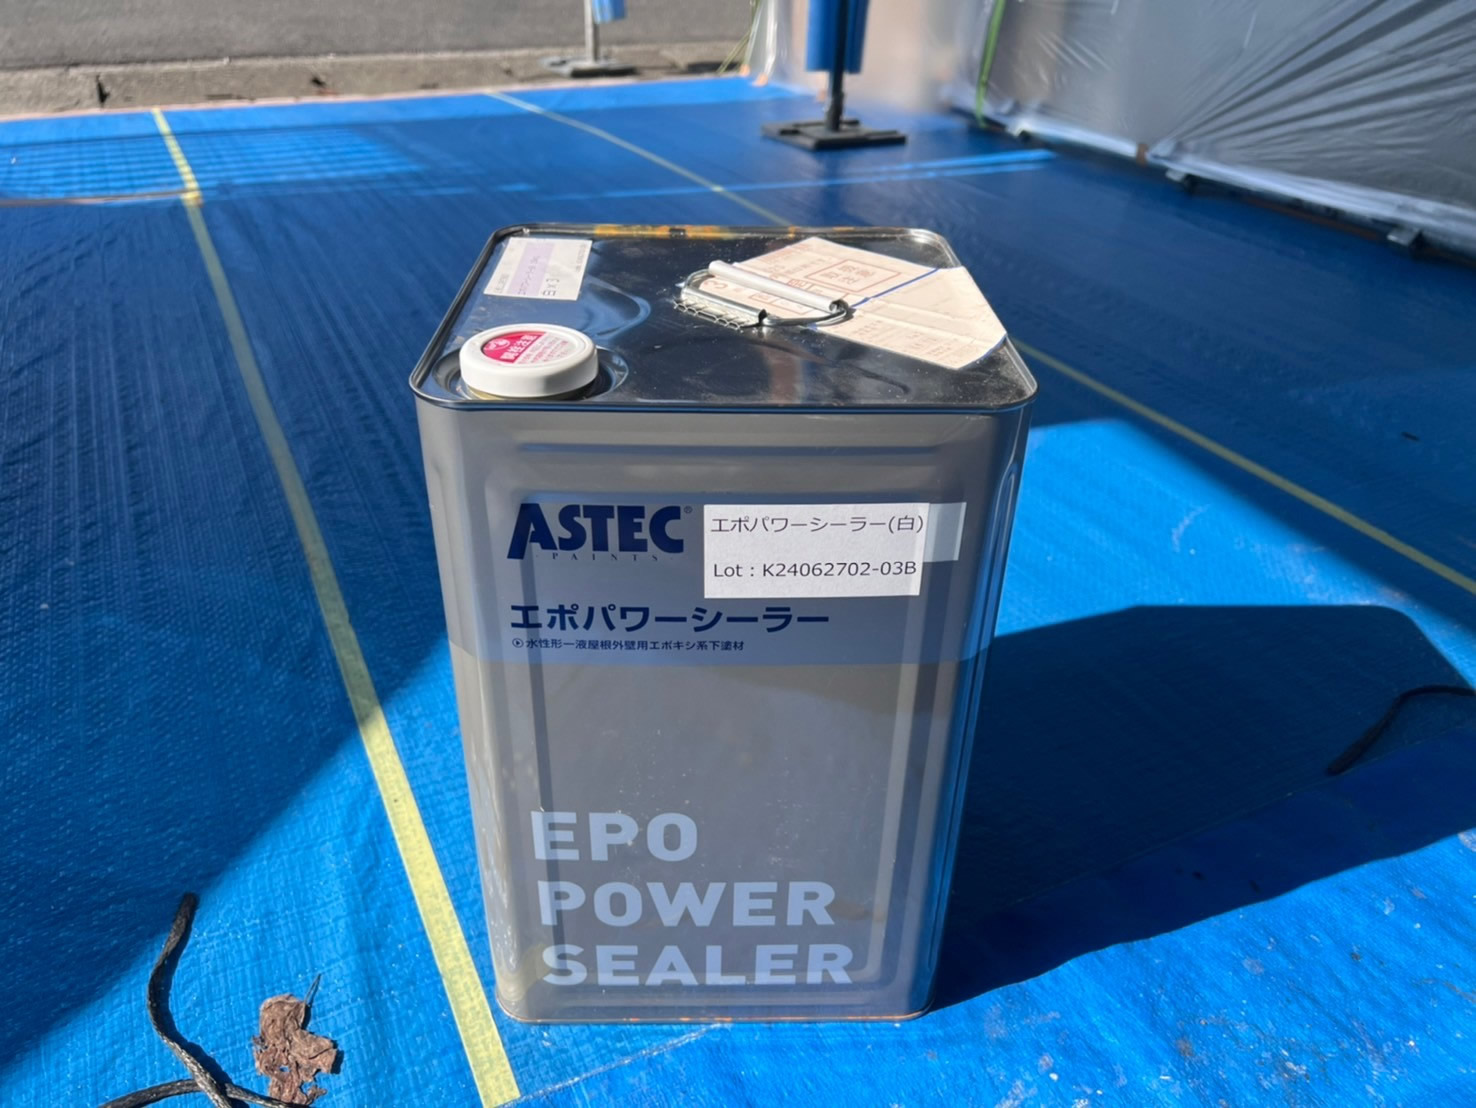 ASTEC®
PAINTS
エポパワーシーラー(白)
Lot：K24062702-03B
エポパワーシーラー
水性形一液屋根外壁用エポキシ系下塗材
EPO
POWER
SEALER